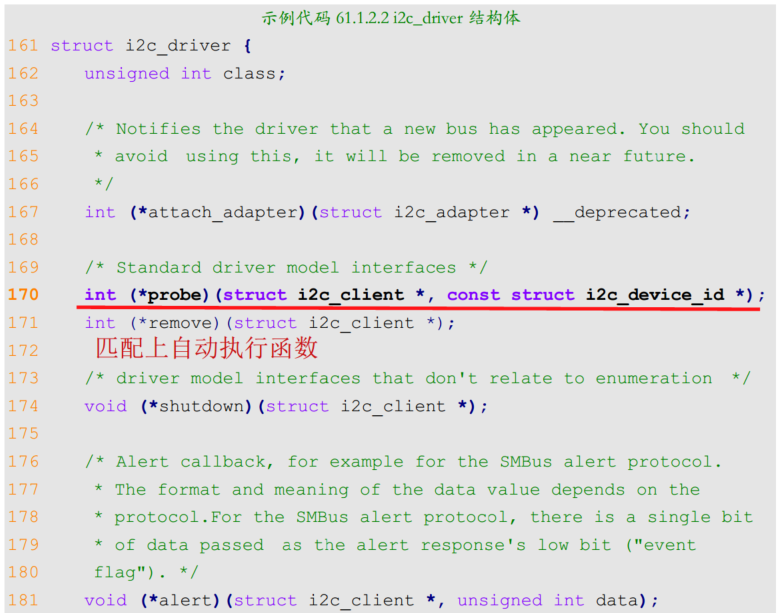 示例代码 61.1.2.2 i2c_driver 结构体
161 struct i2c_driver {
162 unsigned int class;
163
164 /* Notifies the driver that a new bus has appeared. You should
165 * avoid using this, it will be removed in a near future.
166 */
167 int (*attach_adapter)(struct i2c_adapter *) __deprecated;
168
169 /* Standard driver model interfaces */
170 int (*probe)(struct i2c_client *, const struct i2c_device_id *);
171 int (*remove)(struct i2c_client *);
172 匹配上自动执行函数
173 /* driver model interfaces that don't relate to enumeration */
174 void (*shutdown)(struct i2c_client *);
175
176 /* Alert callback, for example for the SMBus alert protocol.
177 * The format and meaning of the data value depends on the
178 * protocol.For the SMBus alert protocol, there is a single bit
179 * of data passed as the alert response's low bit ("event
180 flag"). */
181 void (*alert)(struct i2c_client *, unsigned int data);